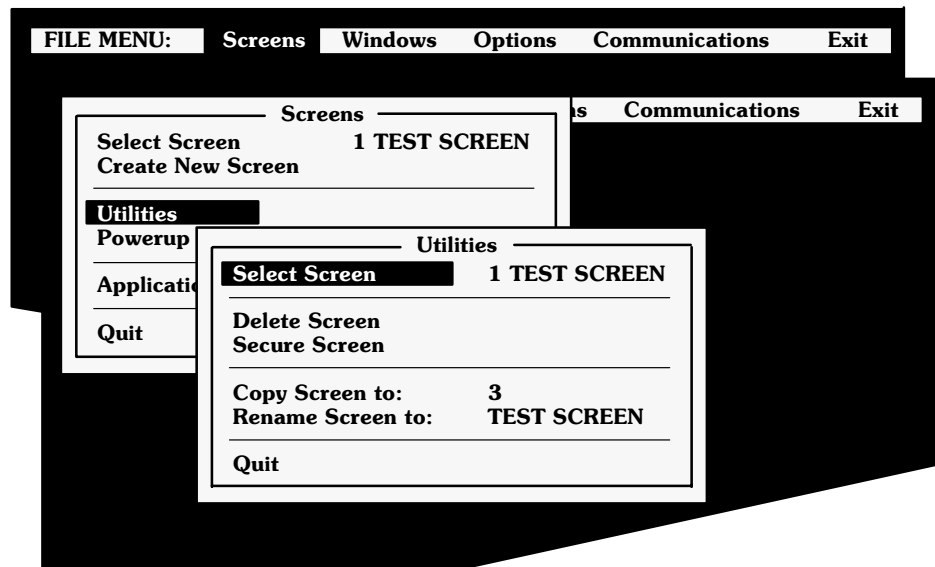 FILE MENU: Screens Windows Options Communications Exit
Communications Exit
Screens
Select Screen 1 TEST SCREEN
Create New Screen
Utilities
Powerup
Quit
Utilities
Select Screen 1 TEST SCREEN
Delete Screen
Secure Screen
Copy Screen to: 3
Rename Screen to: TEST SCREEN
Quit